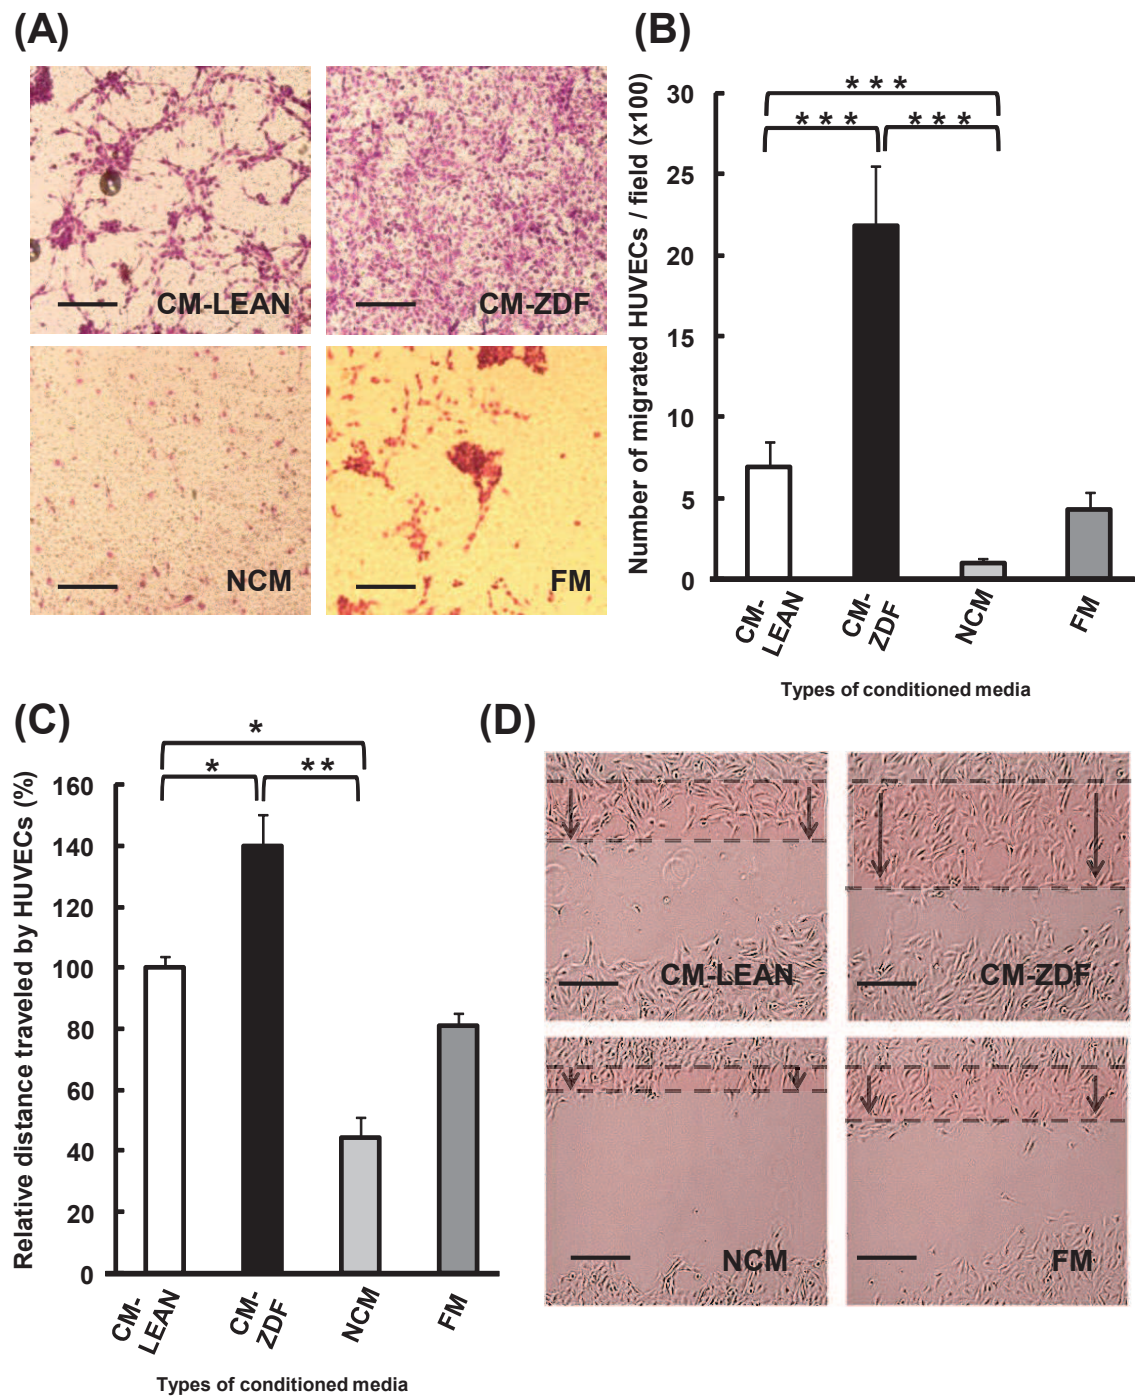 (A)
CM-LEAN
CM-ZDF
NCM
FM
(B)
Number of migrated HUVECs / field (x100)
30
25
20
15
10
5
0
* * *
* * *
* * *
CM-
LEAN
CM-
ZDF
NCM
FM
Types of conditioned media
(C)
Relative distance traveled by HUVECs (%)
160
140
120
100
80
60
40
20
0
*
*
**
CM-
LEAN
CM-
ZDF
NCM
FM
Types of conditioned media
(D)
CM-LEAN
CM-ZDF
NCM
FM